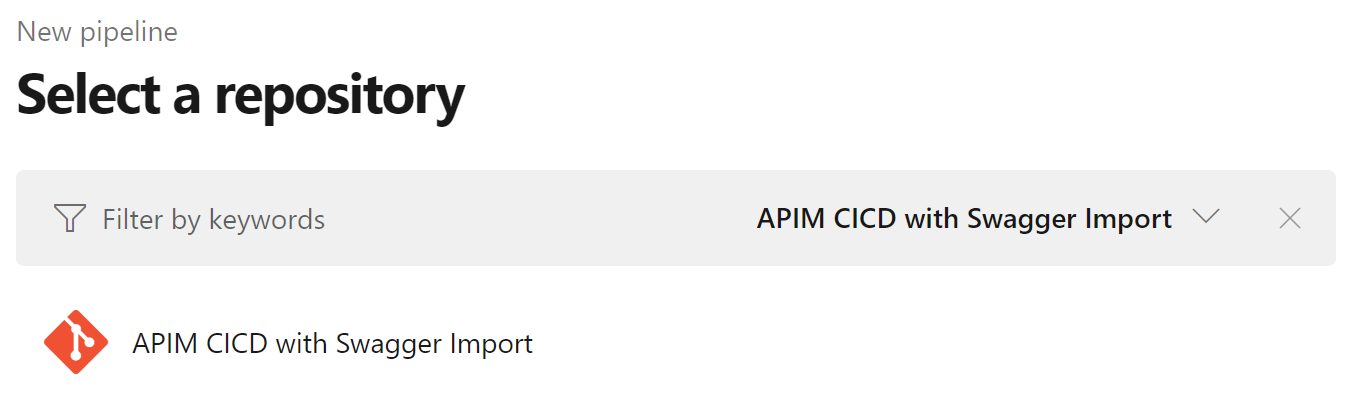 New pipeline
Select a repository
Filter by keywords APIM CICD with Swagger Import
APIM CICD with Swagger Import